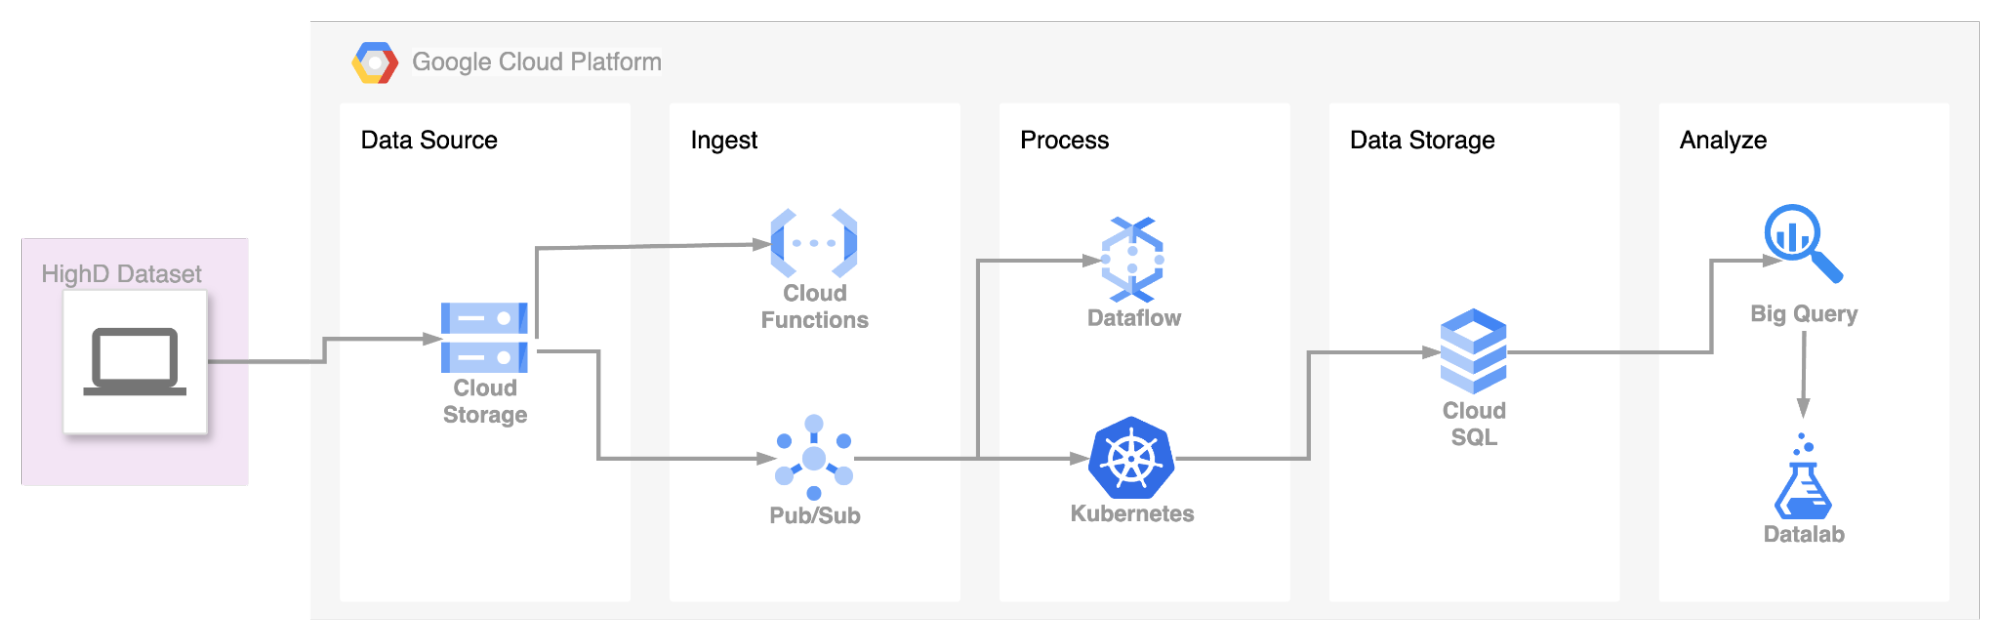 Google Cloud Platform
Data Source
Ingest
Process
Data Storage
Analyze
HighD Dataset
Cloud
Storage
Cloud
Functions
Pub/Sub
Dataflow
Kubernetes
Cloud
SQL
Big Query
Datalab